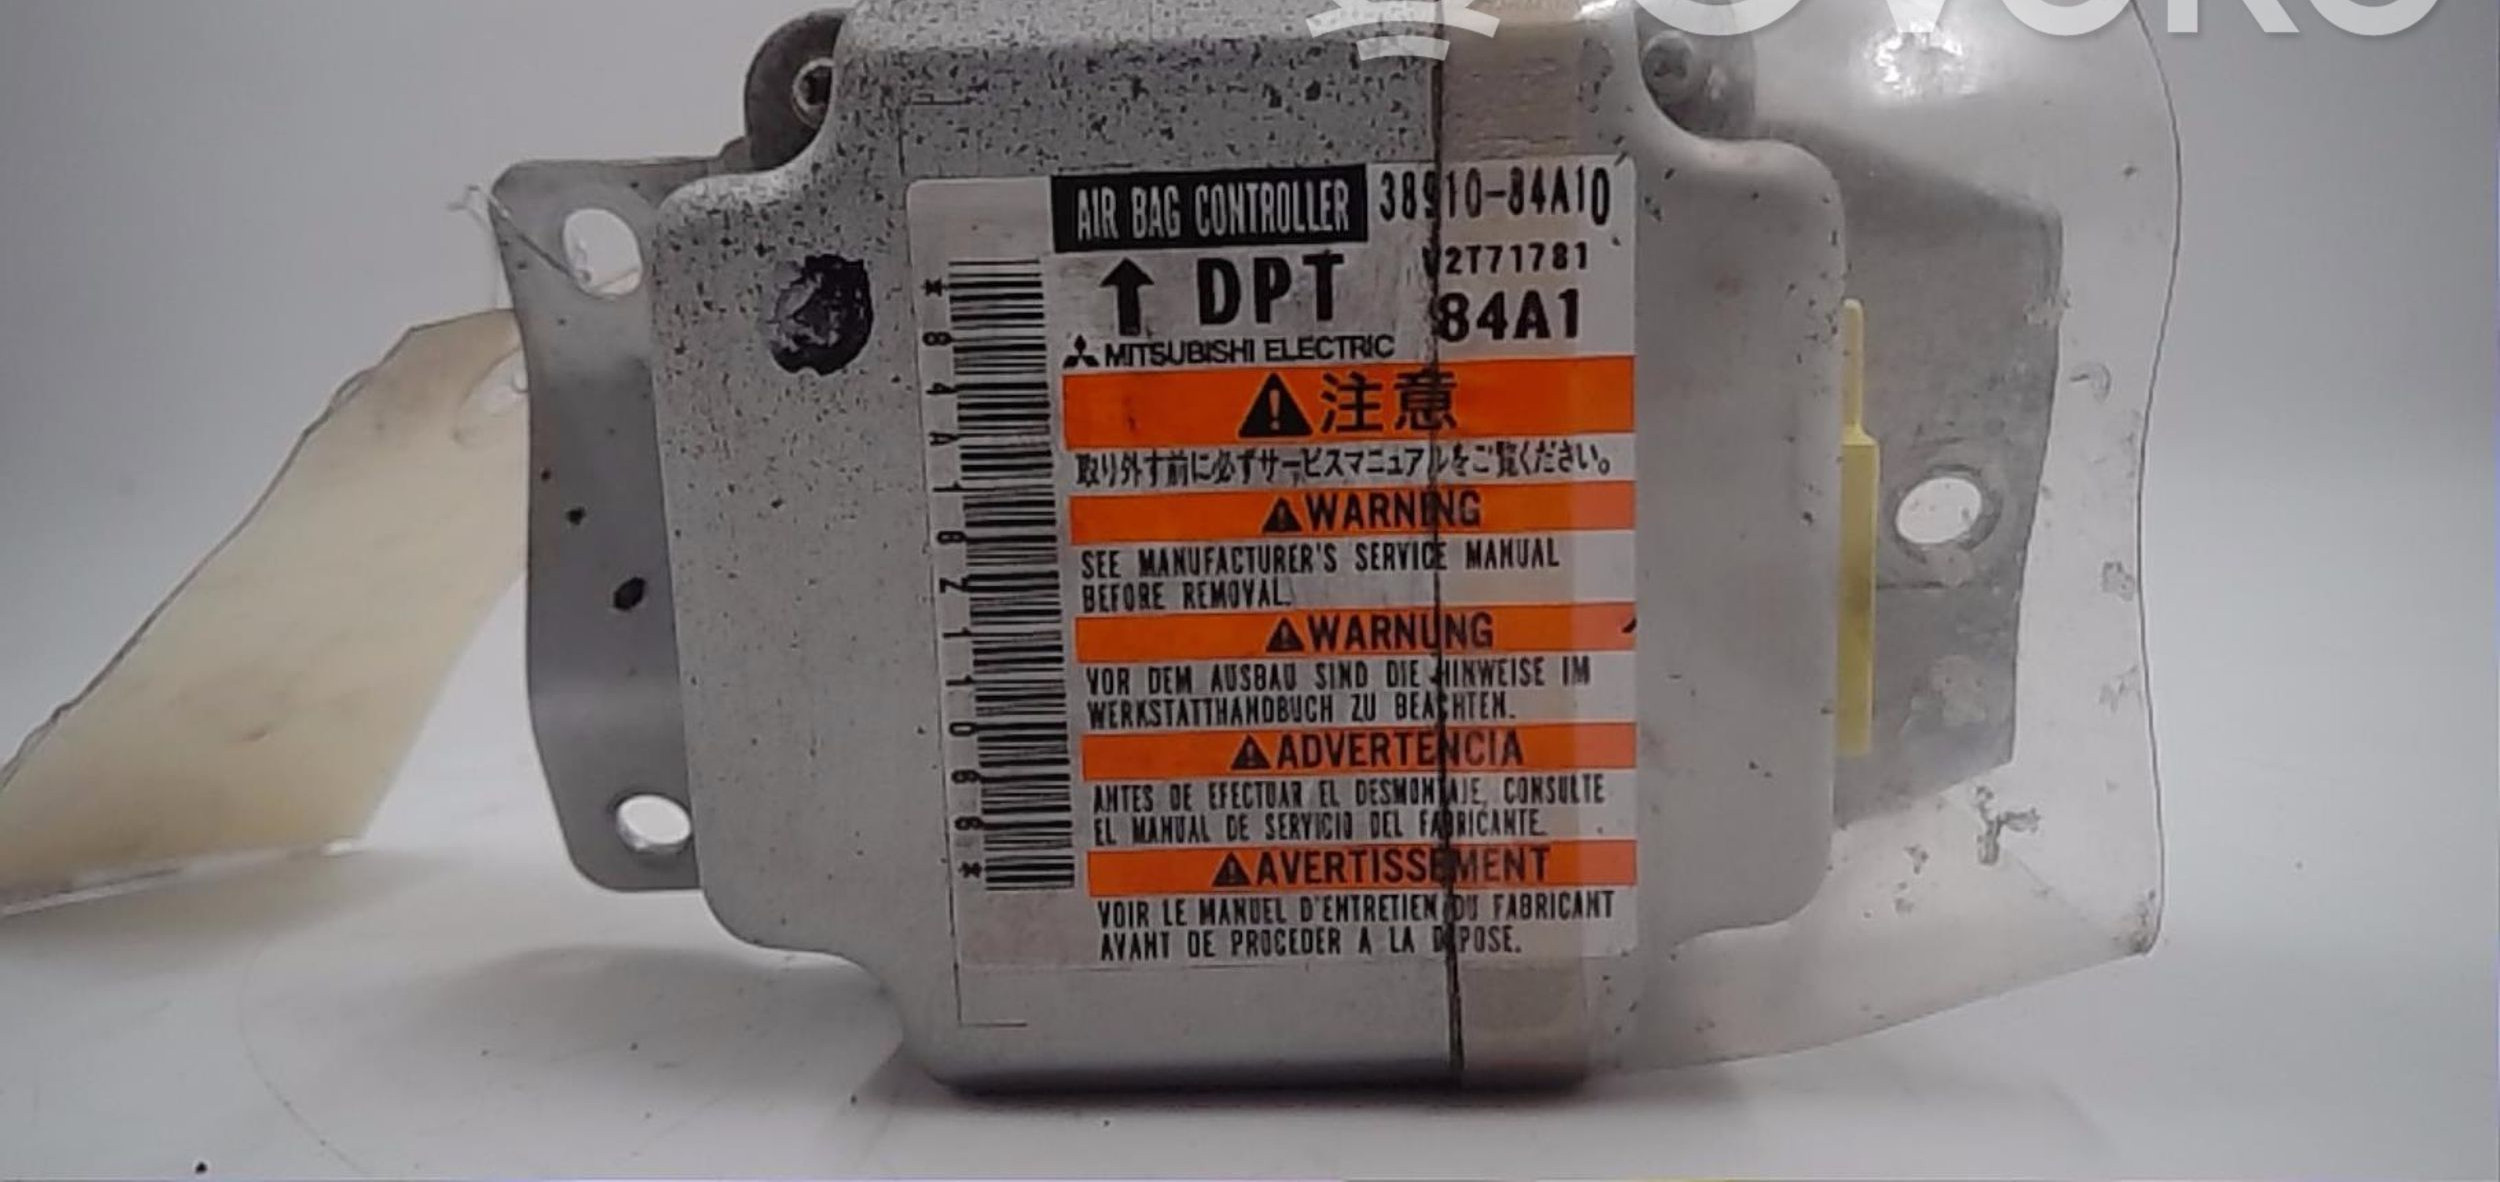 AIR BAG CONTROLLER 38910-84A10
DPT W2T71781
84A1
MITSUBISHI ELECTRIC
注意
取り外す前に必ずサービスマニュアルをご覧ください。
WARNING
SEE MANUFACTURER'S SERVICE MANUAL
BEFORE REMOVAL.
WARNUNG
VOR DEM AUSBAU SIND DIE HINWEISE IM
WERKSTATTHANDBUCH ZU BEACHTEN.
ADVERTENCIA
ANTES DE EFECTUAR EL DESMONTAJE, CONSULTE
EL MANUAL DE SERVICIO DEL FABRICANTE.
AVERTISSEMENT
VOIR LE MANUEL D'ENTRETIEN DU FABRICANT
AVANT DE PROCEDER A LA DEPOSE.